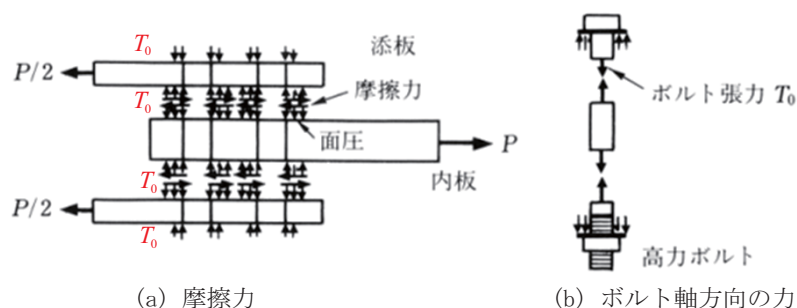 T₀
添板
P/2
T₀
摩擦力
面圧
P
T₀
内板
P/2
T₀
(a) 摩擦力
ボルト張力 T₀
高力ボルト
(b) ボルト軸方向の力